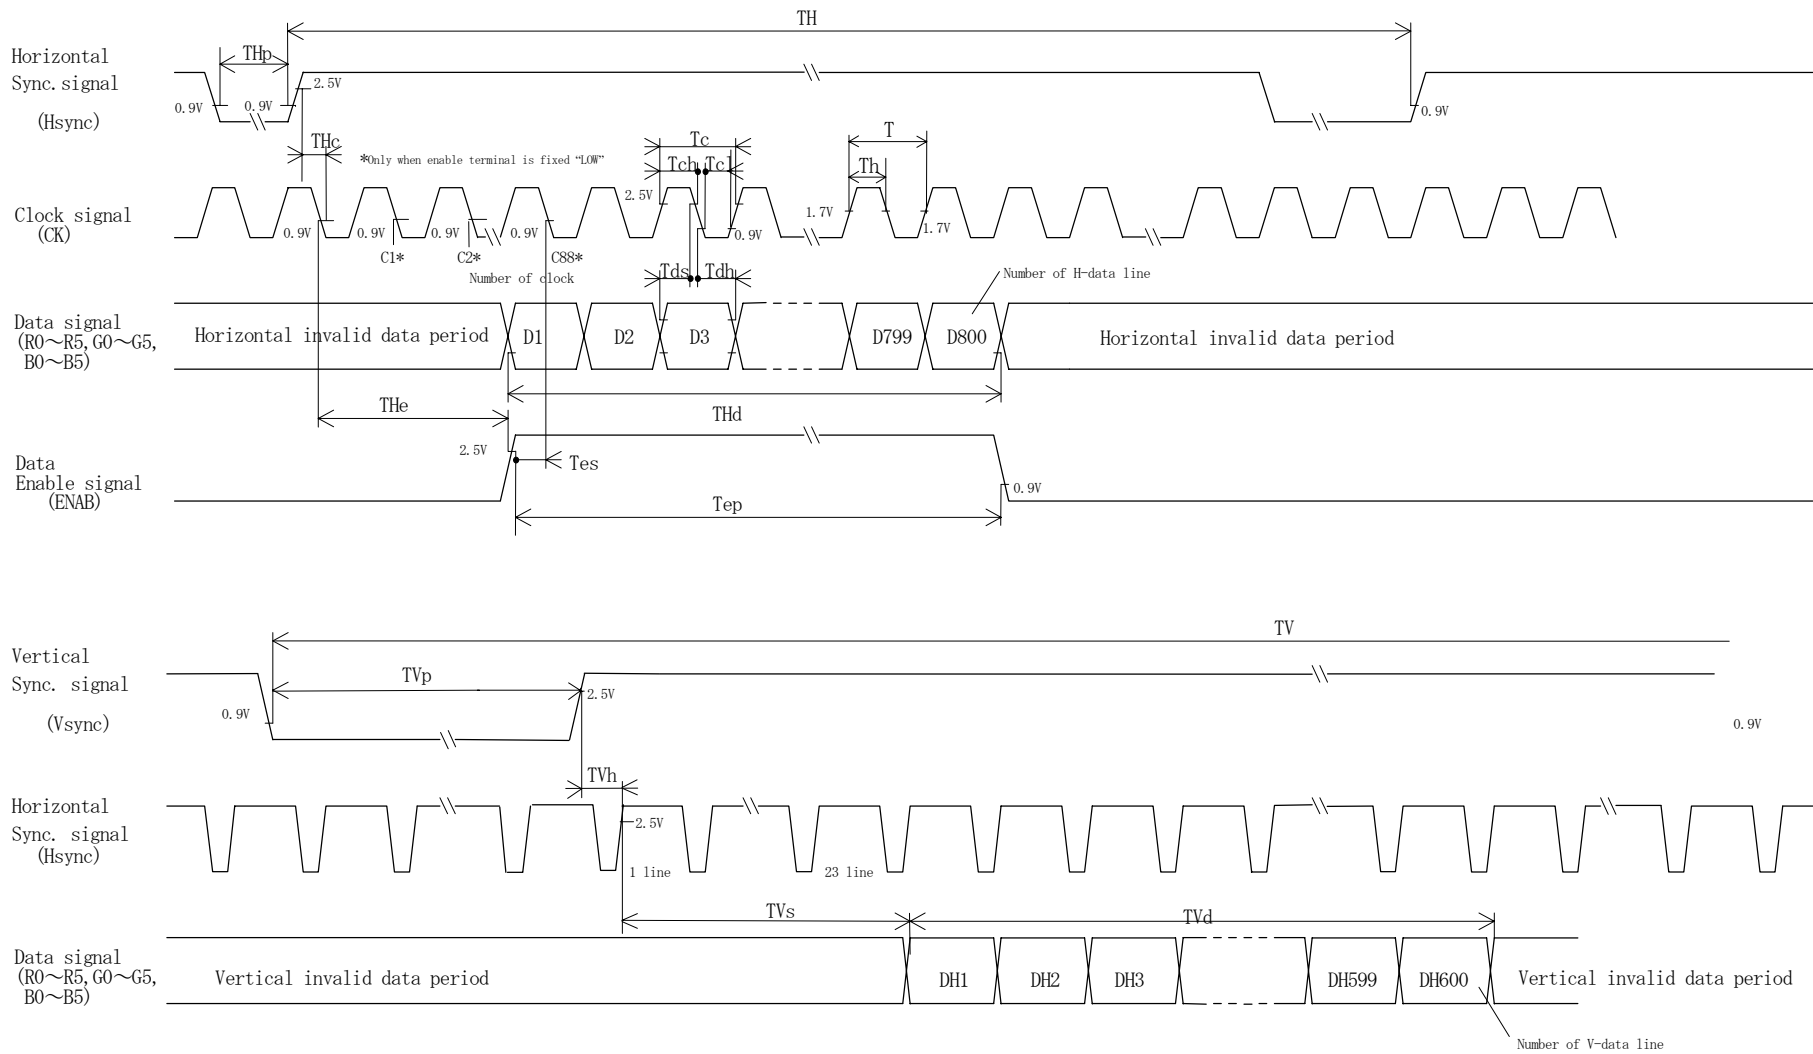 TH
Horizontal
Sync.signal
(Hsync)
THp
2.5V
0.9V
0.9V
0.9V
THc
*Only when enable terminal is fixed “LOW”
Tc
Tch
Tcl
T
Th
Clock signal
(CK)
2.5V
1.7V
1.7V
0.9V
0.9V
0.9V
0.9V
0.9V
C1*
C2*
C88*
Number of clock
Tds
Tdh
Number of H-data line
Data signal
(R0～R5,G0～G5,
B0～B5)
Horizontal invalid data period
D1
D2
D3
D799
D800
Horizontal invalid data period
THe
THd
2.5V
Data
Enable signal
(ENAB)
Tes
0.9V
Tep
TV
Vertical
Sync. signal
(Vsync)
TVp
2.5V
0.9V
0.9V
TVh
Horizontal
Sync. signal
(Hsync)
2.5V
1 line
23 line
TVs
TVd
Data signal
(R0～R5,G0～G5,
B0～B5)
Vertical invalid data period
DH1
DH2
DH3
DH599
DH600
Vertical invalid data period
Number of V-data line